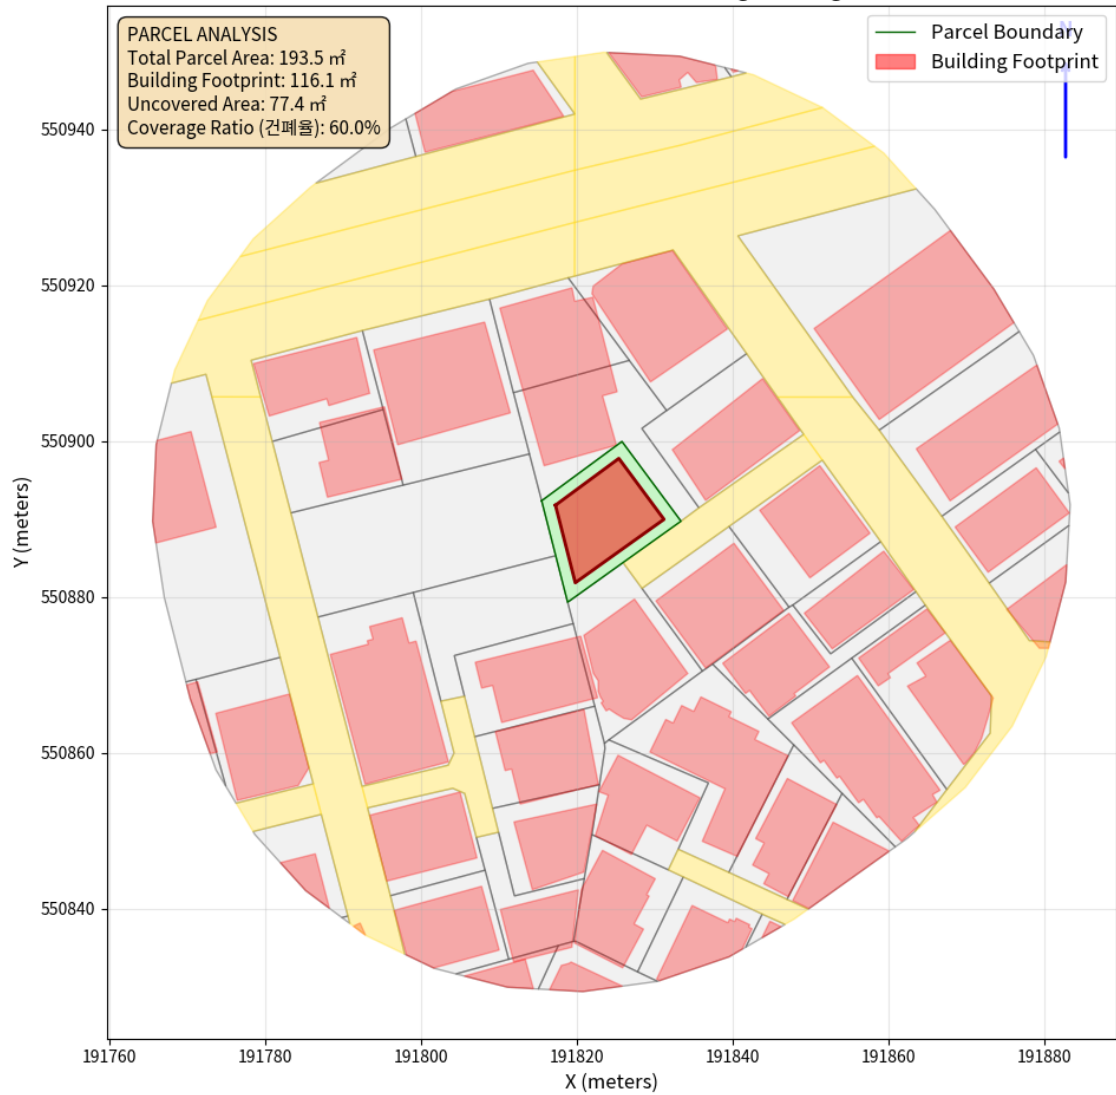 PARCEL ANALYSIS
Total Parcel Area: 193.5 ㎡
Building Footprint: 116.1 ㎡
Uncovered Area: 77.4 ㎡
Coverage Ratio (건폐율): 60.0%
Parcel Boundary
Building Footprint
N
550940
550920
550900
550880
550860
550840
Y (meters)
191760
191780
191800
191820
191840
191860
191880
X (meters)